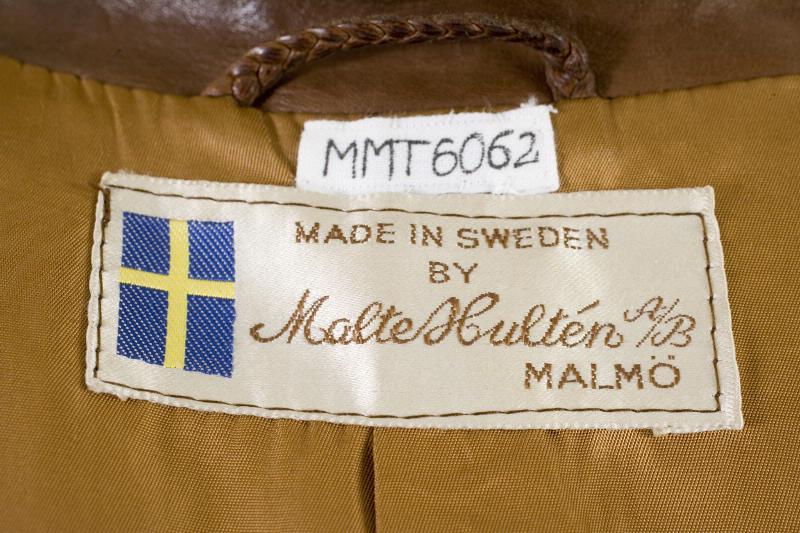 MMT6062
MADE IN SWEDEN
BY
Malte Hultén A/B
MALMÖ